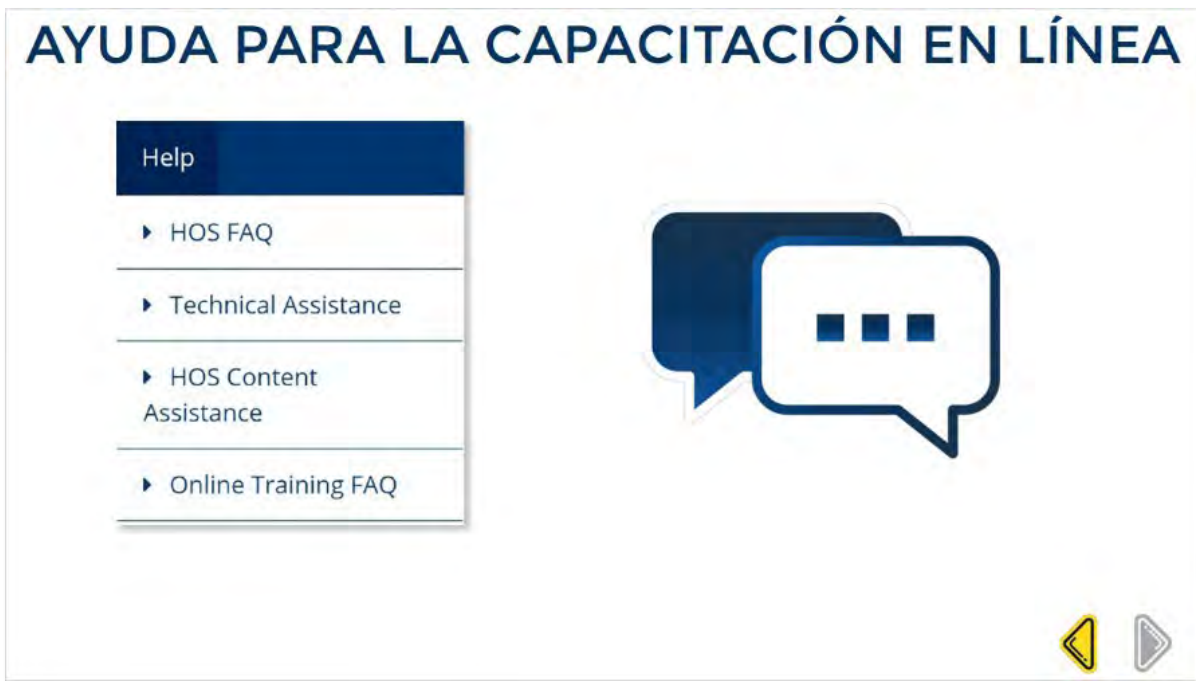 AYUDA PARA LA CAPACITACIÓN EN LÍNEA
Help
HOS FAQ
Technical Assistance
HOS Content
Assistance
Online Training FAQ